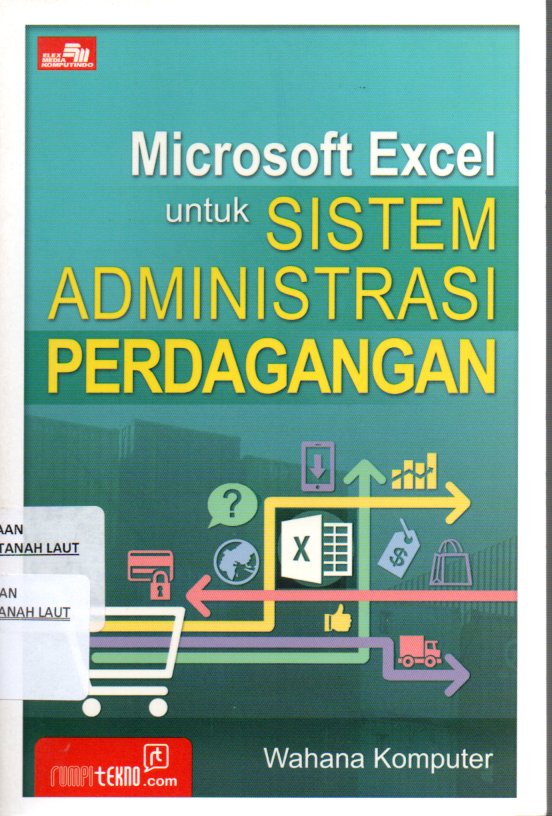 ELEX
MEDIA
KOMPUTINDO
Microsoft Excel
untuk SISTEM
ADMINISTRASI
PERDAGANGAN
?
X
$
AAN
TANAH LAUT
AN
ANAH LAUT
rt
rumpitekno.com
Wahana Komputer